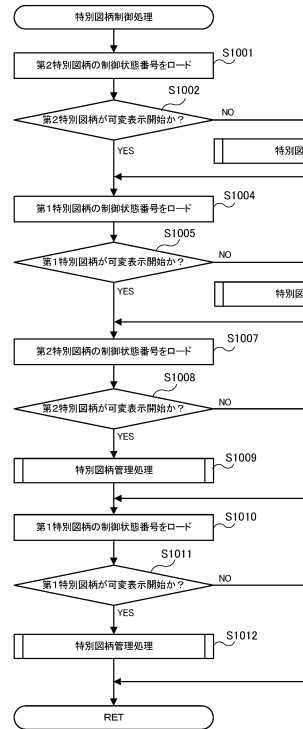 特別図柄制御処理
第2特別図柄の制御状態番号をロード
S1001
S1002
第2特別図柄が可変表示開始か？
NO
YES
特別図
第1特別図柄の制御状態番号をロード
S1004
S1005
第1特別図柄が可変表示開始か？
NO
YES
特別図
第2特別図柄の制御状態番号をロード
S1007
S1008
第2特別図柄が可変表示開始か？
NO
YES
特別図柄管理処理
S1009
第1特別図柄の制御状態番号をロード
S1010
S1011
第1特別図柄が可変表示開始か？
NO
YES
特別図柄管理処理
S1012
RET